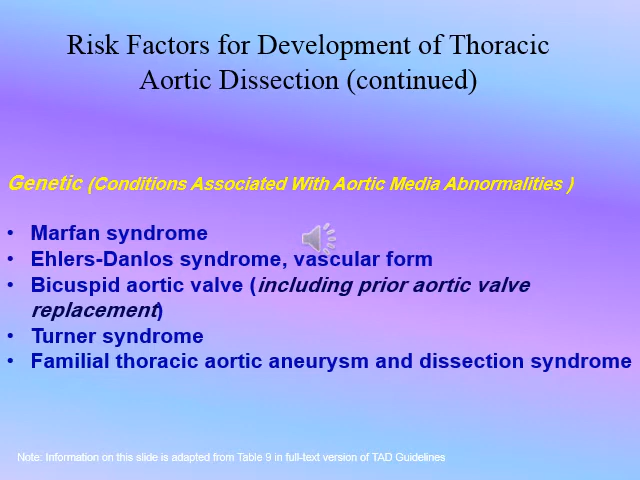 Risk Factors for Development of Thoracic
Aortic Dissection (continued)
Genetic (Conditions Associated With Aortic Media Abnormalities )
• Marfan syndrome
• Ehlers-Danlos syndrome, vascular form
• Bicuspid aortic valve (including prior aortic valve
replacement)
• Turner syndrome
• Familial thoracic aortic aneurysm and dissection syndrome
Note: Information on this slide is adapted from Table 9 in full-text version of TAD Guidelines